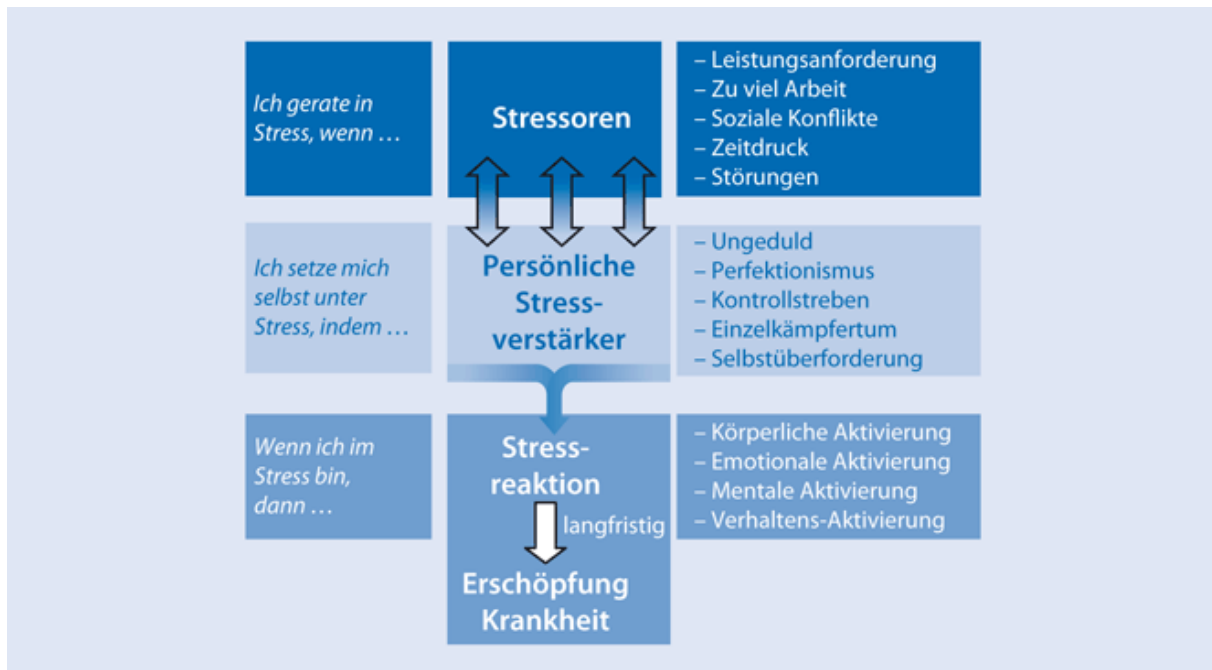 Ich gerate in
Stress, wenn …
Stressoren
– Leistungsanforderung
– Zu viel Arbeit
– Soziale Konflikte
– Zeitdruck
– Störungen
Ich setze mich
selbst unter
Stress, indem …
Persönliche
Stress-
verstärker
– Ungeduld
– Perfektionismus
– Kontrollstreben
– Einzelkämpfertum
– Selbstüberforderung
Wenn ich im
Stress bin,
dann …
Stress-
reaktion
langfristig
Erschöpfung
Krankheit
– Körperliche Aktivierung
– Emotionale Aktivierung
– Mentale Aktivierung
– Verhaltens-Aktivierung